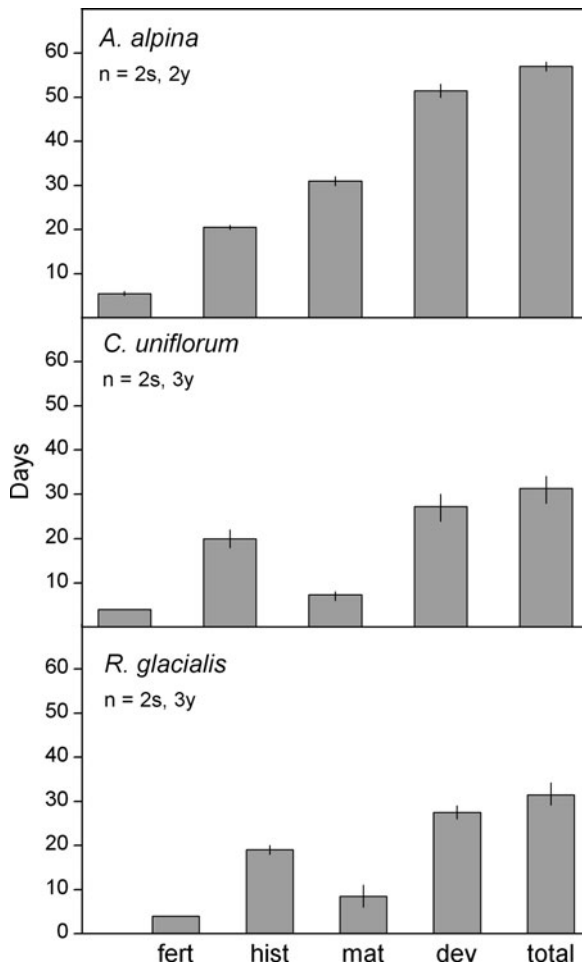 A. alpina
n = 2s, 2y
60
50
40
30
20
10
C. uniflorum
n = 2s, 3y
60
50
40
30
20
10
Days
R. glacialis
n = 2s, 3y
60
50
40
30
20
10
0
fert hist mat dev total